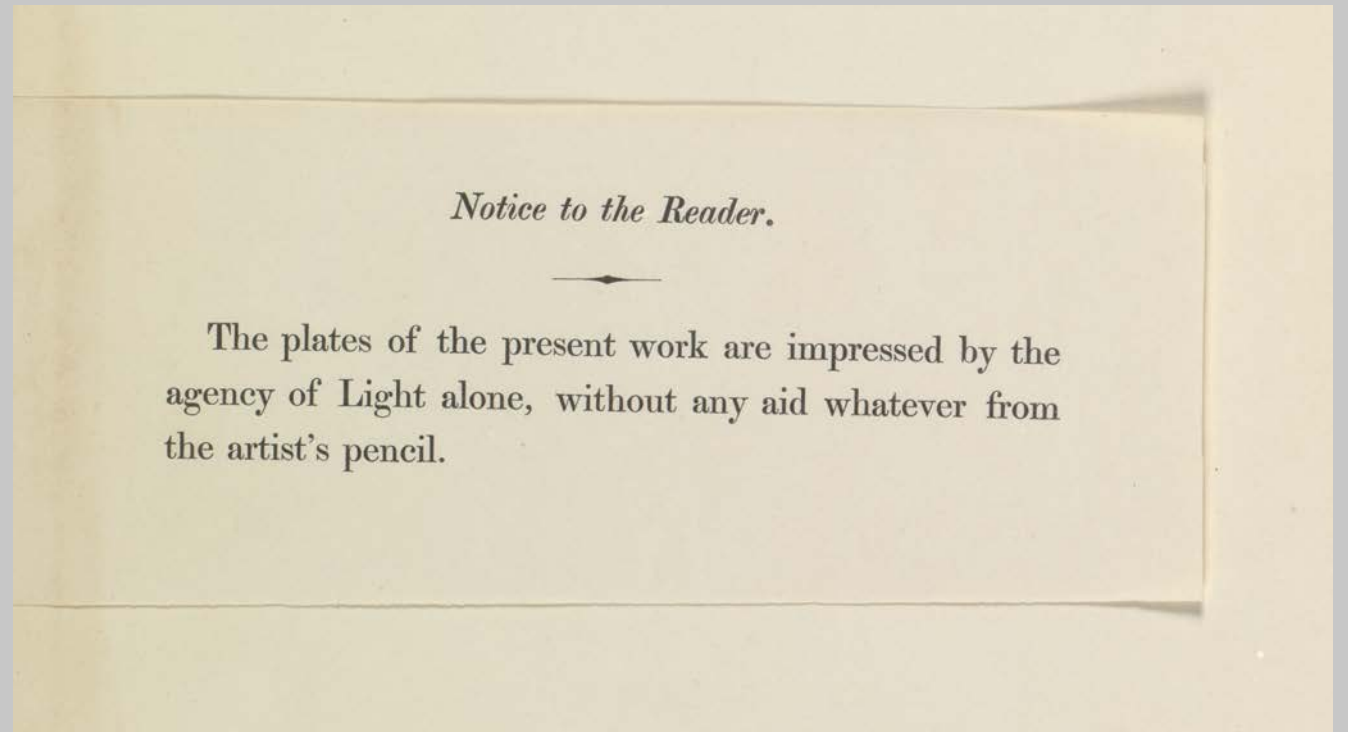 Notice to the Reader.
The plates of the present work are impressed by the
agency of Light alone, without any aid whatever from
the artist's pencil.